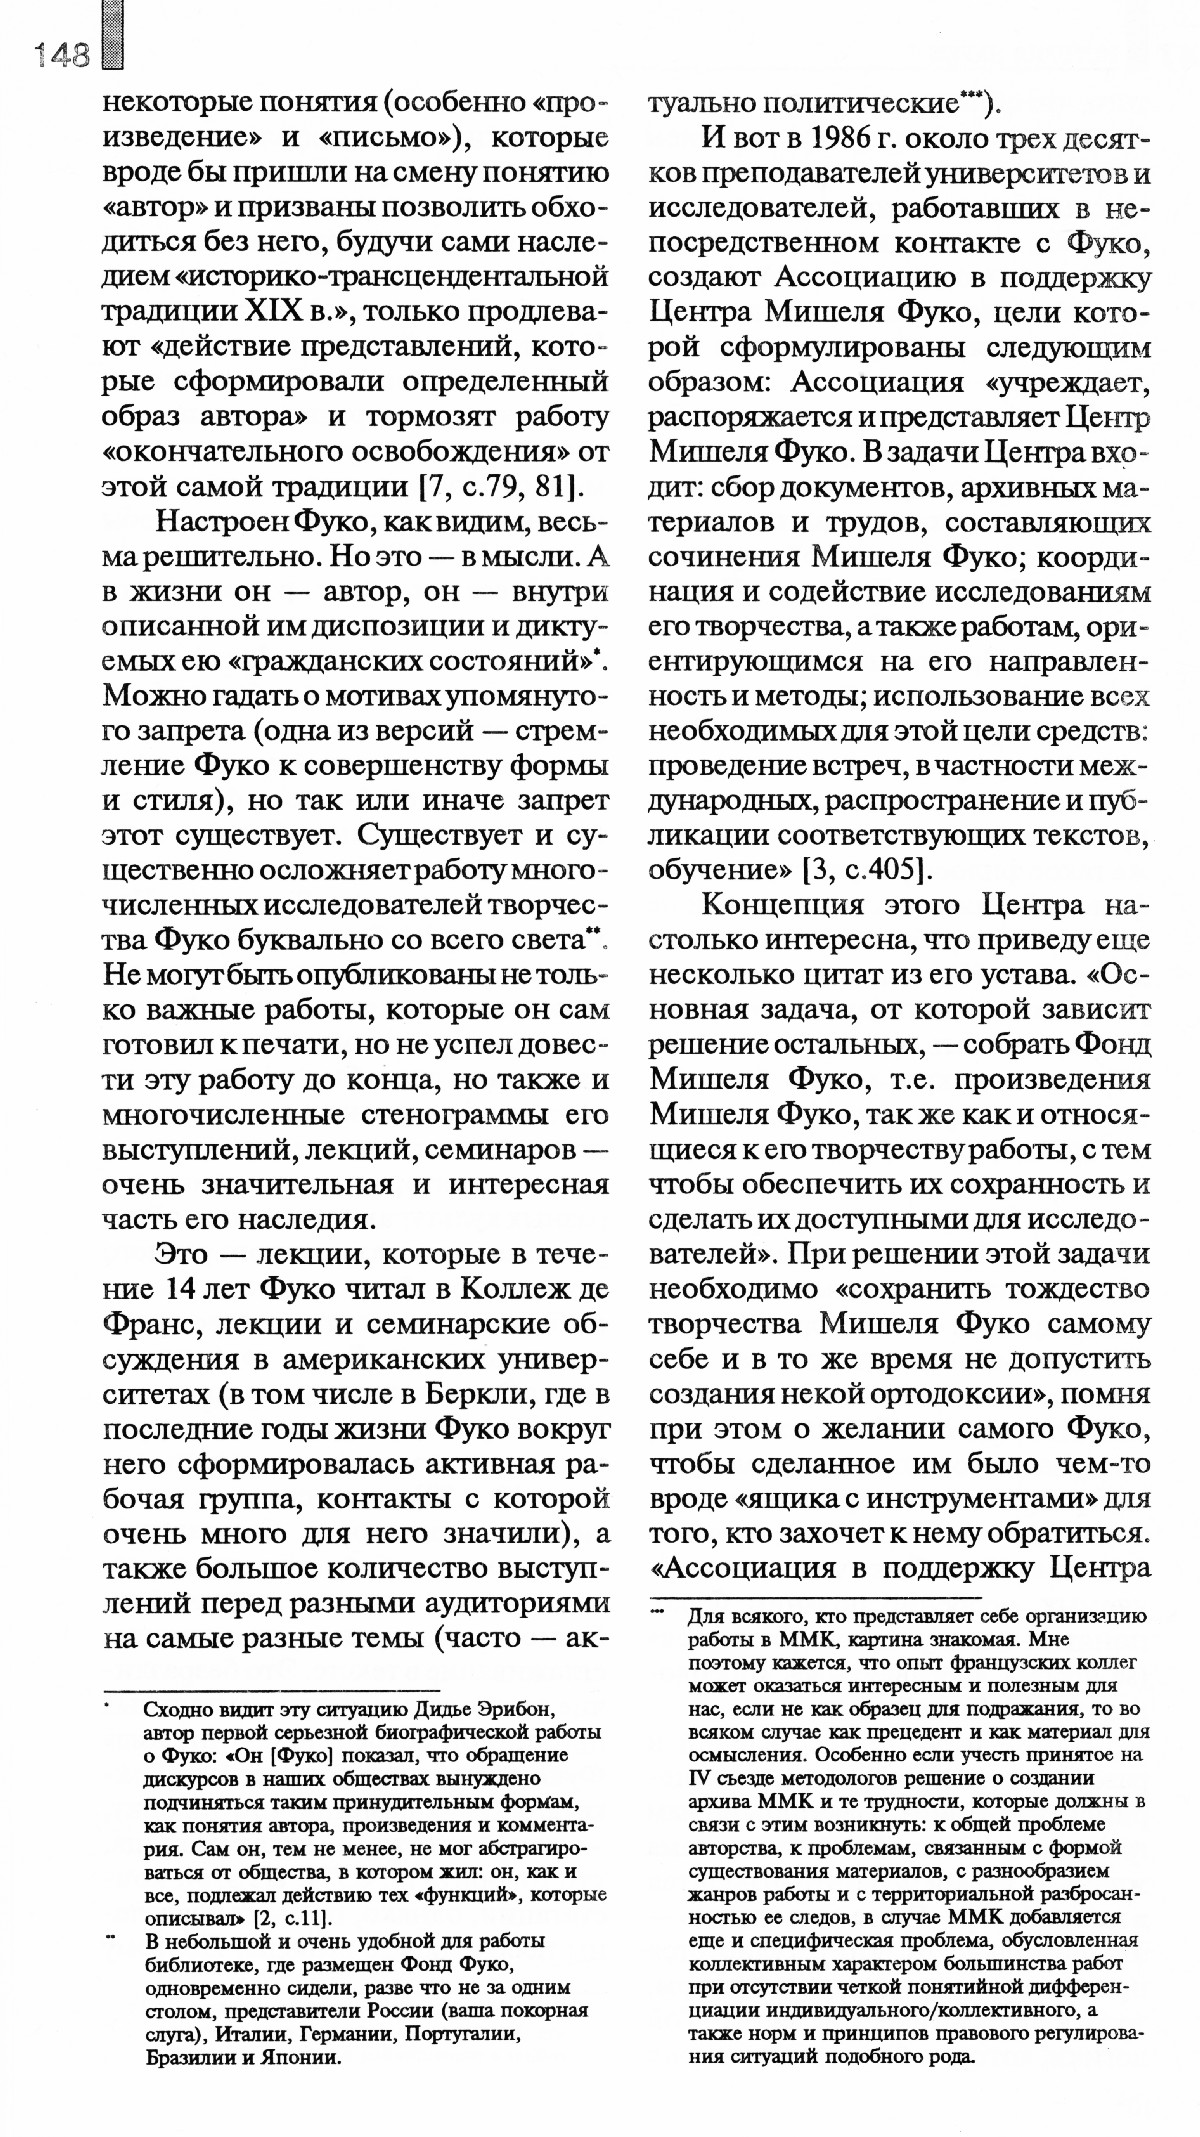 148
некоторые понятия (особенно «про-
изведение» и «письмо»), которые
вроде бы пришли на смену понятию
«автор» и призваны позволить обхо-
диться без него, будучи сами насле-
дием «историко-трансцендентальной
традиции XIX в.», только продлева-
ют «действие представлений, кото-
рые сформировали определенный
образ автора» и тормозят работу
«окончательного освобождения» от
этой самой традиции [7, с.79, 81].
Настроен Фуко, как видим, весь-
ма решительно. Но это — в мысли. А
в жизни он — автор, он — внутри
описанной им диспозиции и дикту-
емых ею «гражданских состояний»*.
Можно гадать о мотивах упомянуто-
го запрета (одна из версий — стрем-
ление Фуко к совершенству формы
и стиля), но так или иначе запрет
этот существует. Существует и су-
щественно осложняет работу много-
численных исследователей творчес-
тва Фуко буквально со всего света**.
Не могут быть опубликованы не толь-
ко важные работы, которые он сам
готовил к печати, но не успел довес-
ти эту работу до конца, но также и
многочисленные стенограммы его
выступлений, лекций, семинаров —
очень значительная и интересная
часть его наследия.
Это — лекции, которые в тече-
ние 14 лет Фуко читал в Коллеж де
Франс, лекции и семинарские об-
суждения в американских универ-
ситетах (в том числе в Беркли, где в
последние годы жизни Фуко вокруг
него сформировалась активная ра-
бочая группа, контакты с которой
очень много для него значили), а
также большое количество выступ-
лений перед разными аудиториями
на самые разные темы (часто — ак-
* Сходно видит эту ситуацию Дидье Эрибон,
автор первой серьезной биографической работы
о Фуко: «Он [Фуко] показал, что обращение
дискурсов в наших обществах вынуждено
подчиняться таким принудительным формам,
как понятия автора, произведения и коммента-
рия. Сам он, тем не менее, не мог абстрагиро-
ваться от общества, в котором жил: он, как и
все, подлежал действию тех «функций», которые
описывал» [2, с.11].
** В небольшой и очень удобной для работы
библиотеке, где размещен Фонд Фуко,
одновременно сидели, разве что не за одним
столом, представители России (ваша покорная
слуга), Италии, Германии, Португалии,
Бразилии и Японии.
туально политические***).
И вот в 1986 г. около трех десят-
ков преподавателей университетов и
исследователей, работавших в не-
посредственном контакте с Фуко,
создают Ассоциацию в поддержку
Центра Мишеля Фуко, цели кото-
рой сформулированы следующим
образом: Ассоциация «учреждает,
распоряжается и представляет Центр
Мишеля Фуко. В задачи Центра вхо-
дит: сбор документов, архивных ма-
териалов и трудов, составляющих
сочинения Мишеля Фуко; коорди-
нация и содействие исследованиям
его творчества, а также работам, ори-
ентирующимся на его направлен-
ность и методы; использование всех
необходимых для этой цели средств:
проведение встреч, в частности меж-
дународных, распространение и пуб-
ликации соответствующих текстов,
обучение» [3, с.405].
Концепция этого Центра на-
столько интересна, что приведу еще
несколько цитат из его устава. «Ос-
новная задача, от которой зависит
решение остальных, — собрать Фонд
Мишеля Фуко, т.е. произведения
Мишеля Фуко, так же как и относя-
щиеся к его творчеству работы, с тем
чтобы обеспечить их сохранность и
сделать их доступными для исследо-
вателей». При решении этой задачи
необходимо «сохранить тождество
творчества Мишеля Фуко самому
себе и в то же время не допустить
создания некой ортодоксии», помня
при этом о желании самого Фуко,
чтобы сделанное им было чем-то
вроде «ящика с инструментами» для
того, кто захочет к нему обратиться.
«Ассоциация в поддержку Центра
*** Для всякого, кто представляет себе организацию
работы в ММК, картина знакомая. Мне
поэтому кажется, что опыт французских коллег
может оказаться интересным и полезным для
нас, если не как образец для подражания, то во
всяком случае как прецедент и как материал для
осмысления. Особенно если учесть принятое на
IV съезде методологов решение о создании
архива ММК и те трудности, которые должны в
связи с этим возникнуть: к общей проблеме
авторства, к проблемам, связанным с формой
существования материалов, с разнообразием
жанров работы и с территориальной разбросан-
ностью ее следов, в случае ММК добавляется
еще и специфическая проблема, обусловленная
коллективным характером большинства работ
при отсутствии четкой понятийной дифферен-
циации индивидуального/коллективного, а
также норм и принципов правового регулирова-
ния ситуаций подобного рода.